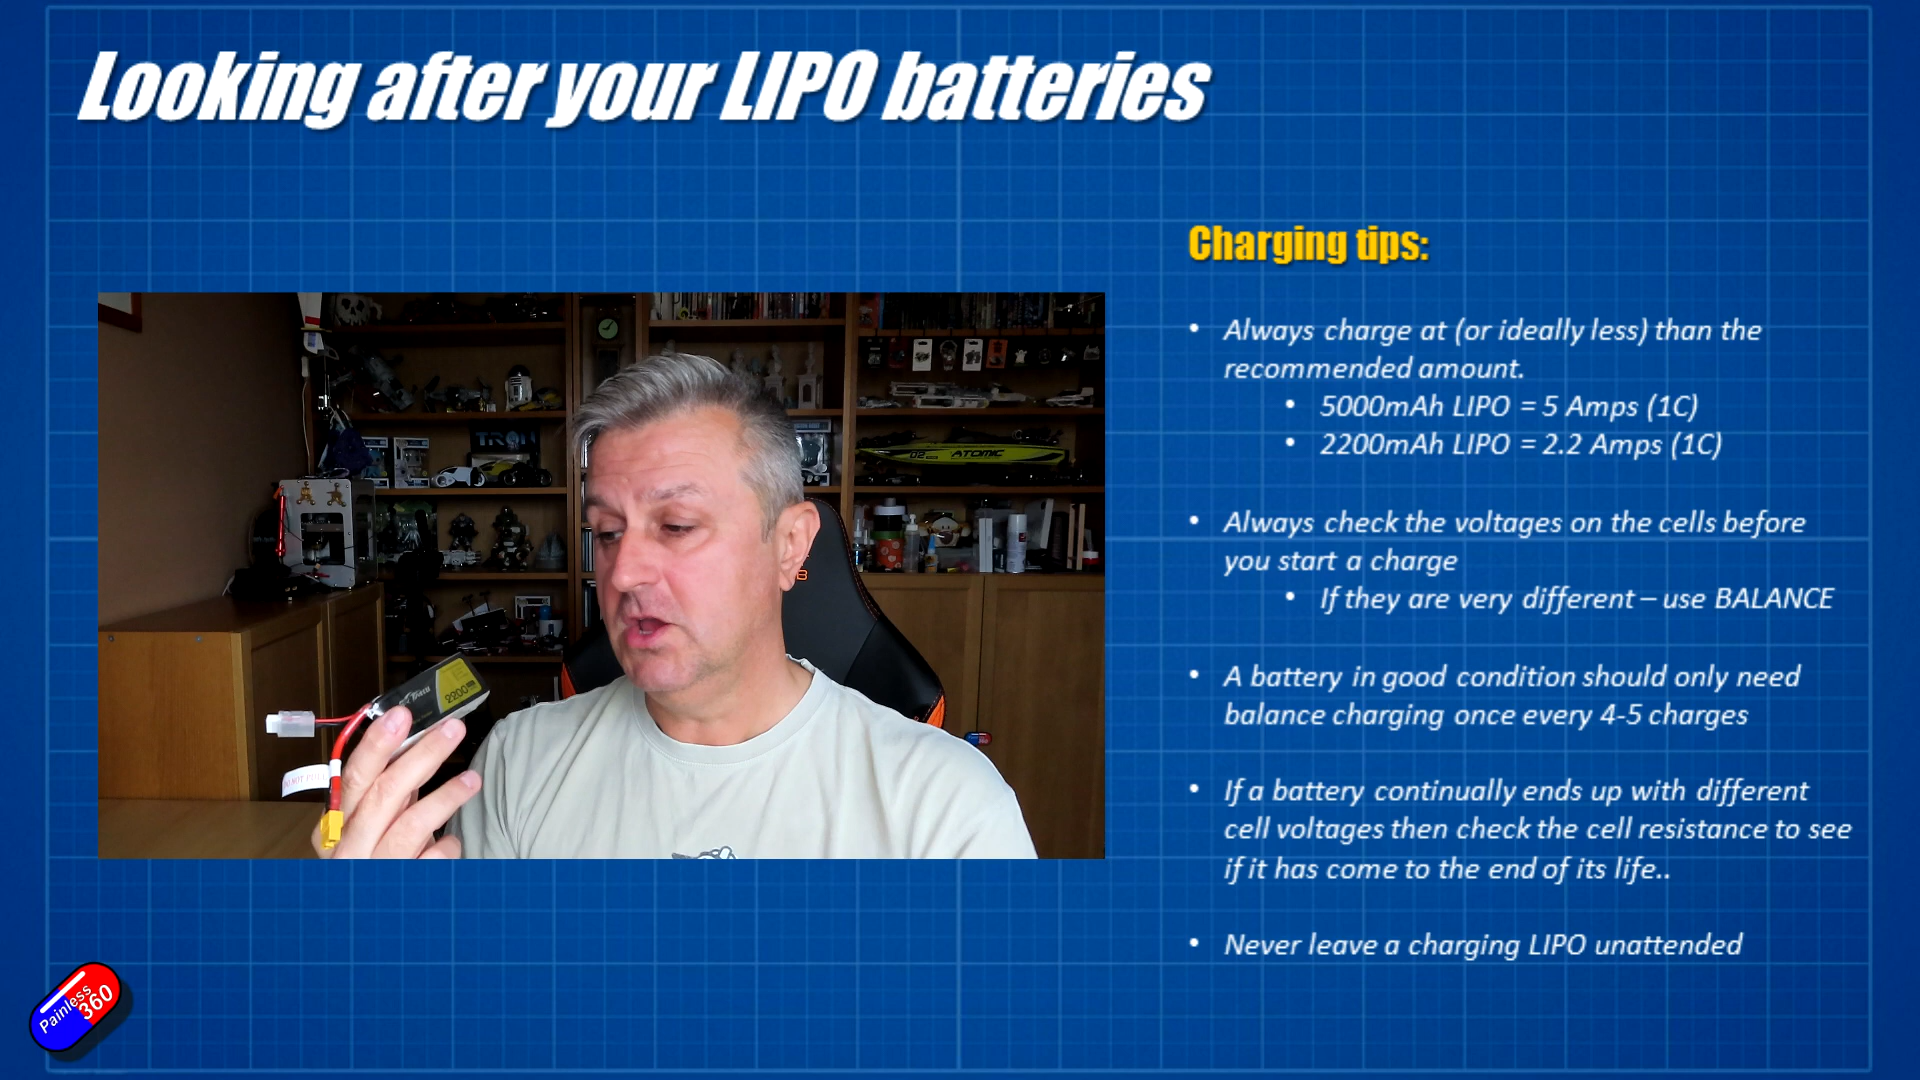 Looking after your LIPO batteries
Charging tips:
• Always charge at (or ideally less) than the
recommended amount.
• 5000mAh LIPO = 5 Amps (1C)
• 2200mAh LIPO = 2.2 Amps (1C)
• Always check the voltages on the cells before
you start a charge
• If they are very different – use BALANCE
• A battery in good condition should only need
balance charging once every 4-5 charges
• If a battery continually ends up with different
cell voltages then check the cell resistance to see
if it has come to the end of its life..
• Never leave a charging LIPO unattended
TRON
02
ATOMIC
2200
Painless
360